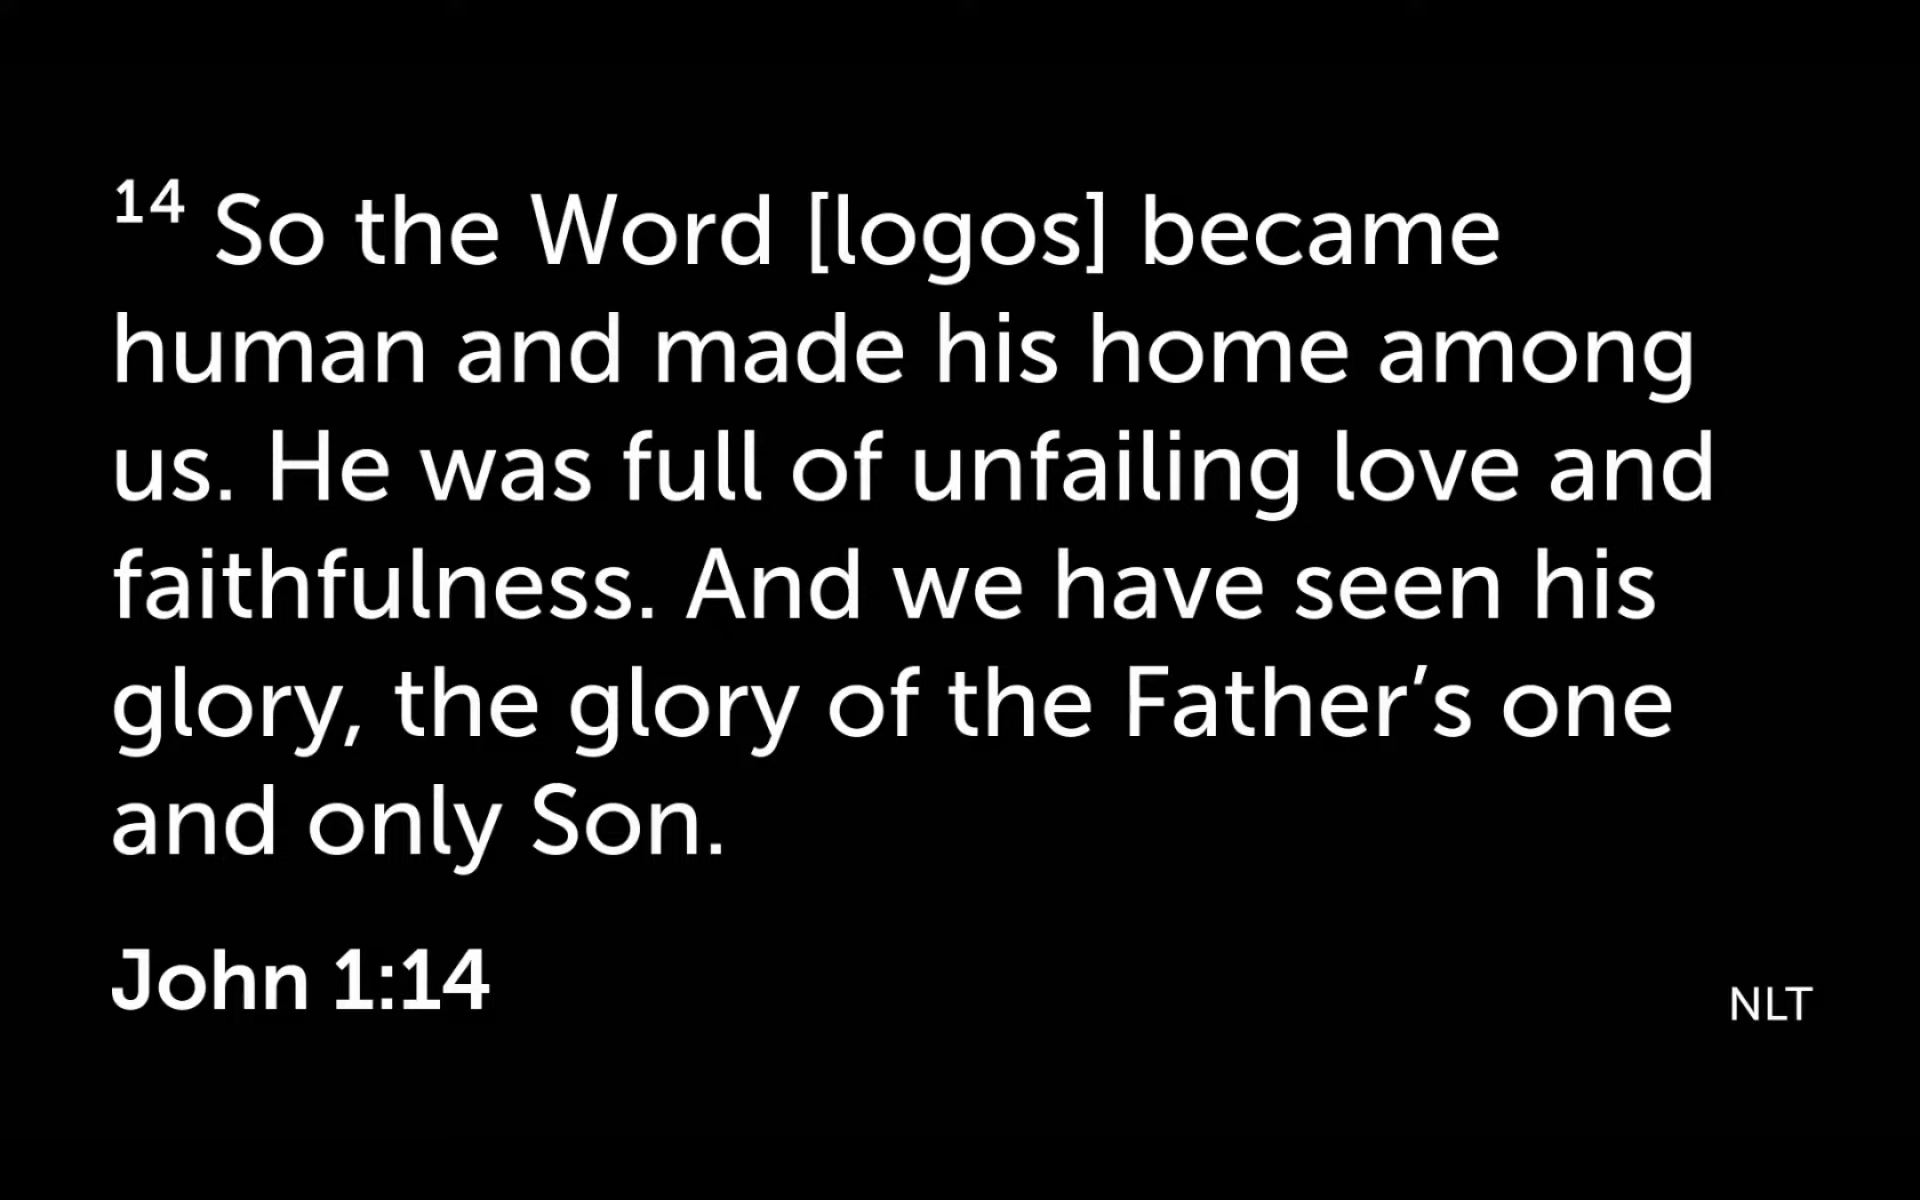 14 So the Word [logos] became
human and made his home among
us. He was full of unfailing love and
faithfulness. And we have seen his
glory, the glory of the Father’s one
and only Son.
John 1:14
NLT